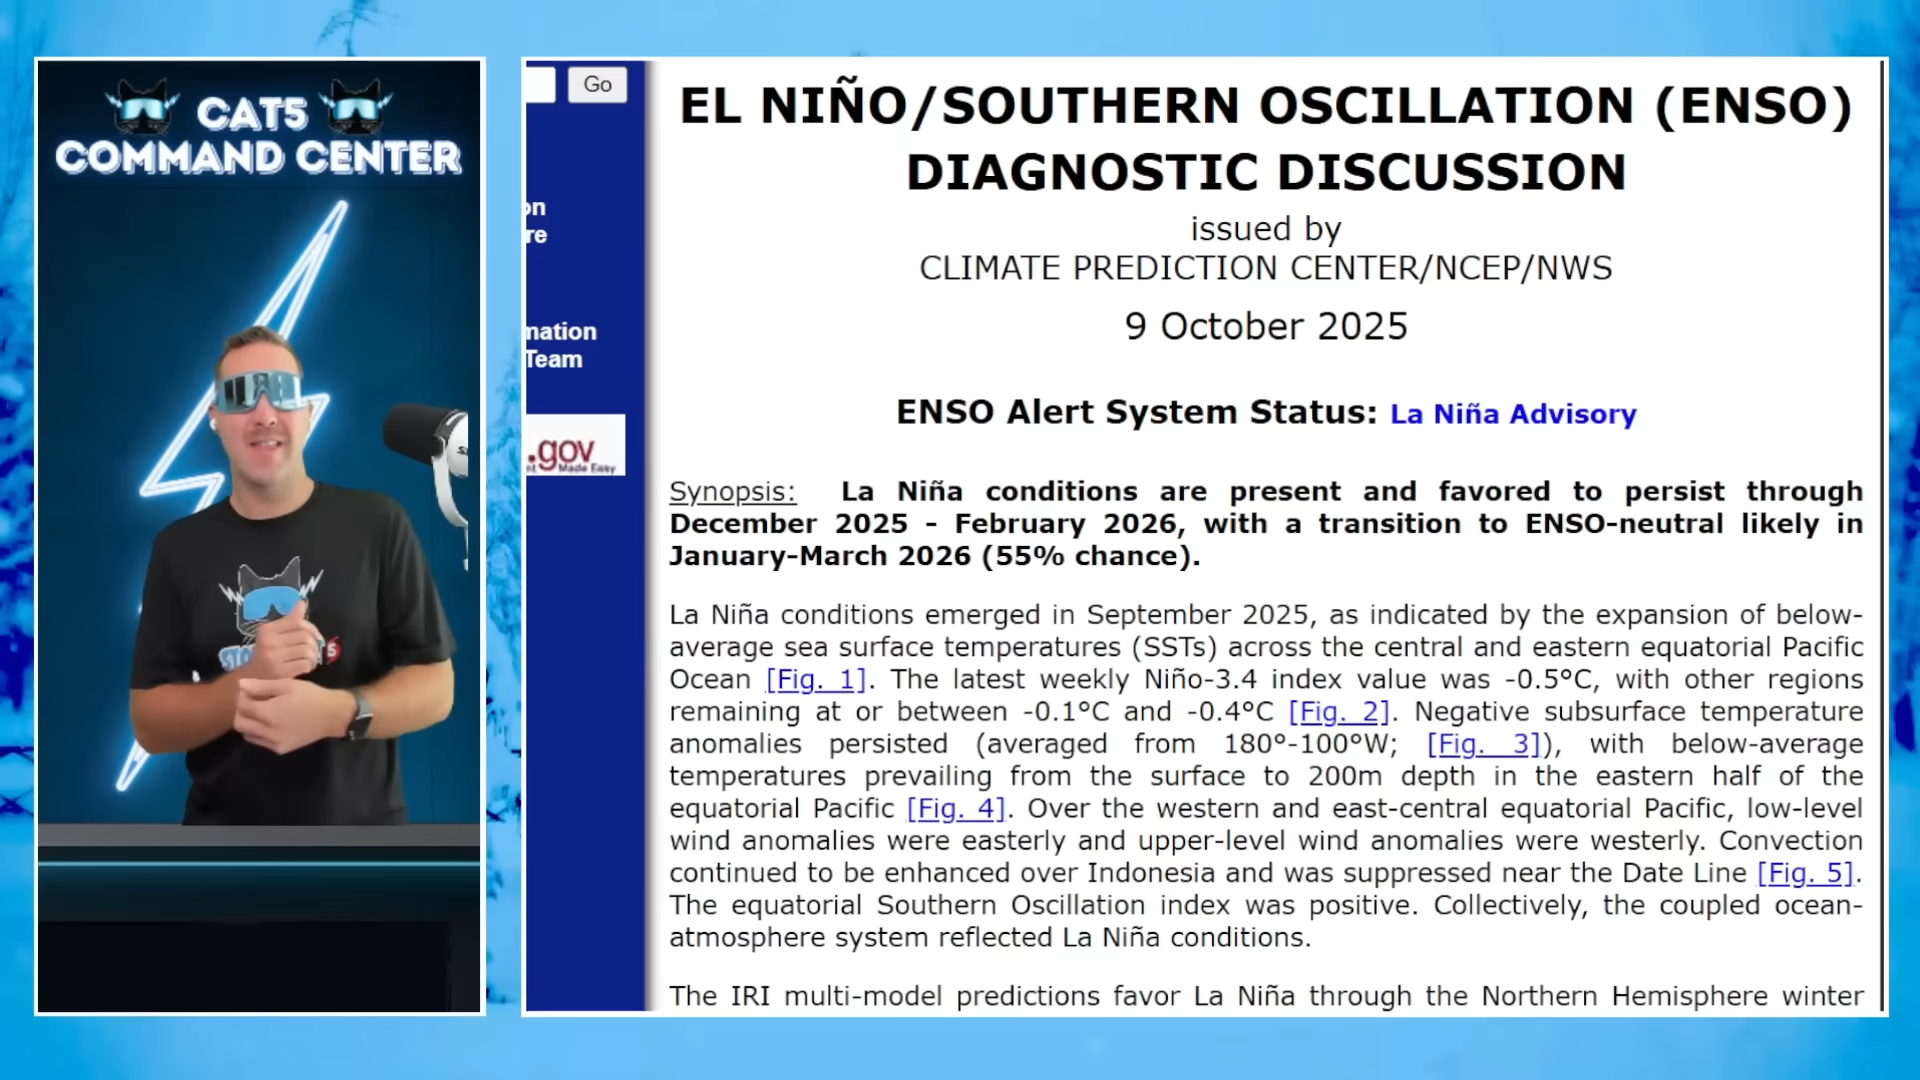 CAT5
COMMAND CENTER
Go
on
re
mation
Team
.gov
Made Easy
EL NIÑO/SOUTHERN OSCILLATION (ENSO)
DIAGNOSTIC DISCUSSION
issued by
CLIMATE PREDICTION CENTER/NCEP/NWS
9 October 2025
ENSO Alert System Status: La Niña Advisory
Synopsis: La Niña conditions are present and favored to persist through
December 2025 - February 2026, with a transition to ENSO-neutral likely in
January-March 2026 (55% chance).
La Niña conditions emerged in September 2025, as indicated by the expansion of below-
average sea surface temperatures (SSTs) across the central and eastern equatorial Pacific
Ocean [Fig. 1]. The latest weekly Niño-3.4 index value was -0.5°C, with other regions
remaining at or between -0.1°C and -0.4°C [Fig. 2]. Negative subsurface temperature
anomalies persisted (averaged from 180°-100°W; [Fig. 3]), with below-average
temperatures prevailing from the surface to 200m depth in the eastern half of the
equatorial Pacific [Fig. 4]. Over the western and east-central equatorial Pacific, low-level
wind anomalies were easterly and upper-level wind anomalies were westerly. Convection
continued to be enhanced over Indonesia and was suppressed near the Date Line [Fig. 5].
The equatorial Southern Oscillation index was positive. Collectively, the coupled ocean-
atmosphere system reflected La Niña conditions.
The IRI multi-model predictions favor La Niña through the Northern Hemisphere winter